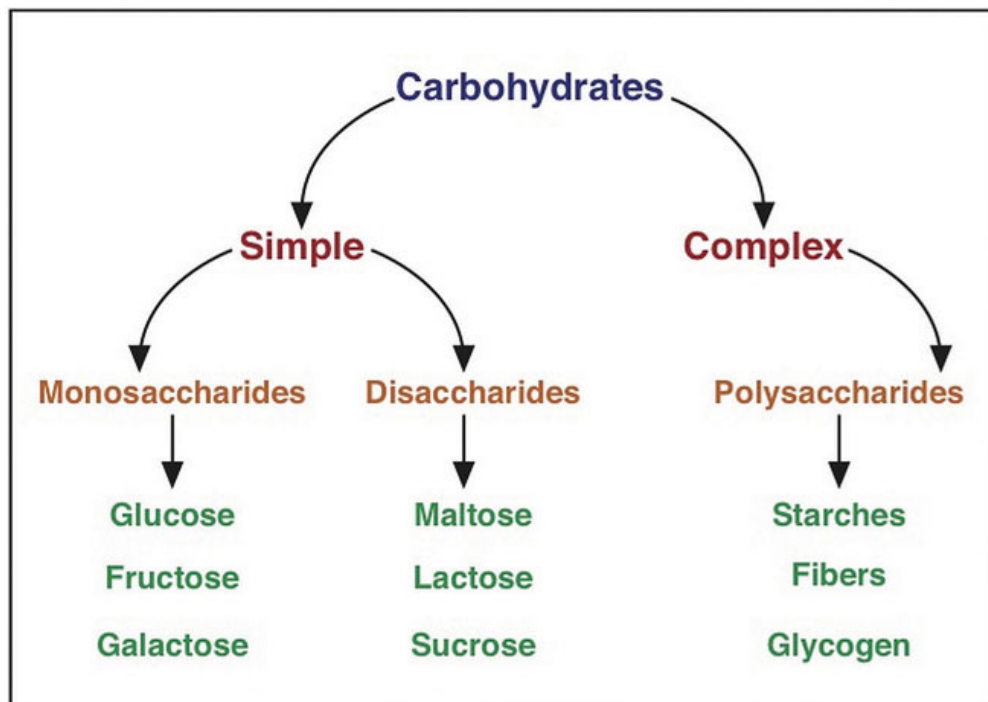 Carbohydrates
Simple Complex
Monosaccharides Disaccharides Polysaccharides
Glucose Maltose Starches
Fructose Lactose Fibers
Galactose Sucrose Glycogen